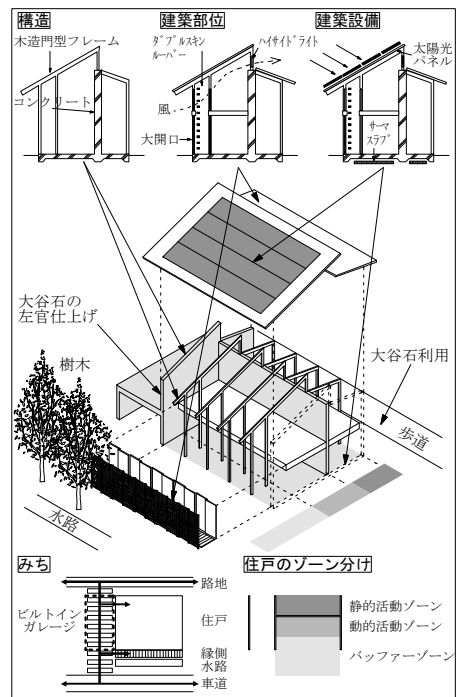 構造
木造門型フレーム
コンクリート
建築部位
ﾀﾞﾌﾞﾙｽｷﾝ
ﾙｰﾊﾞｰ
ﾊｲｻｲﾄﾞﾗｲﾄ
風
大開口
建築設備
太陽光
パネル
ｻｰﾏ
ｽﾗﾌﾞ
大谷石の
左官仕上げ
樹木
大谷石利用
歩道
水路
みち
路地
ビルトイン
ガレージ
住戸
縁側
水路
車道
住戸のゾーン分け
静的活動ゾーン
動的活動ゾーン
バッファーゾーン